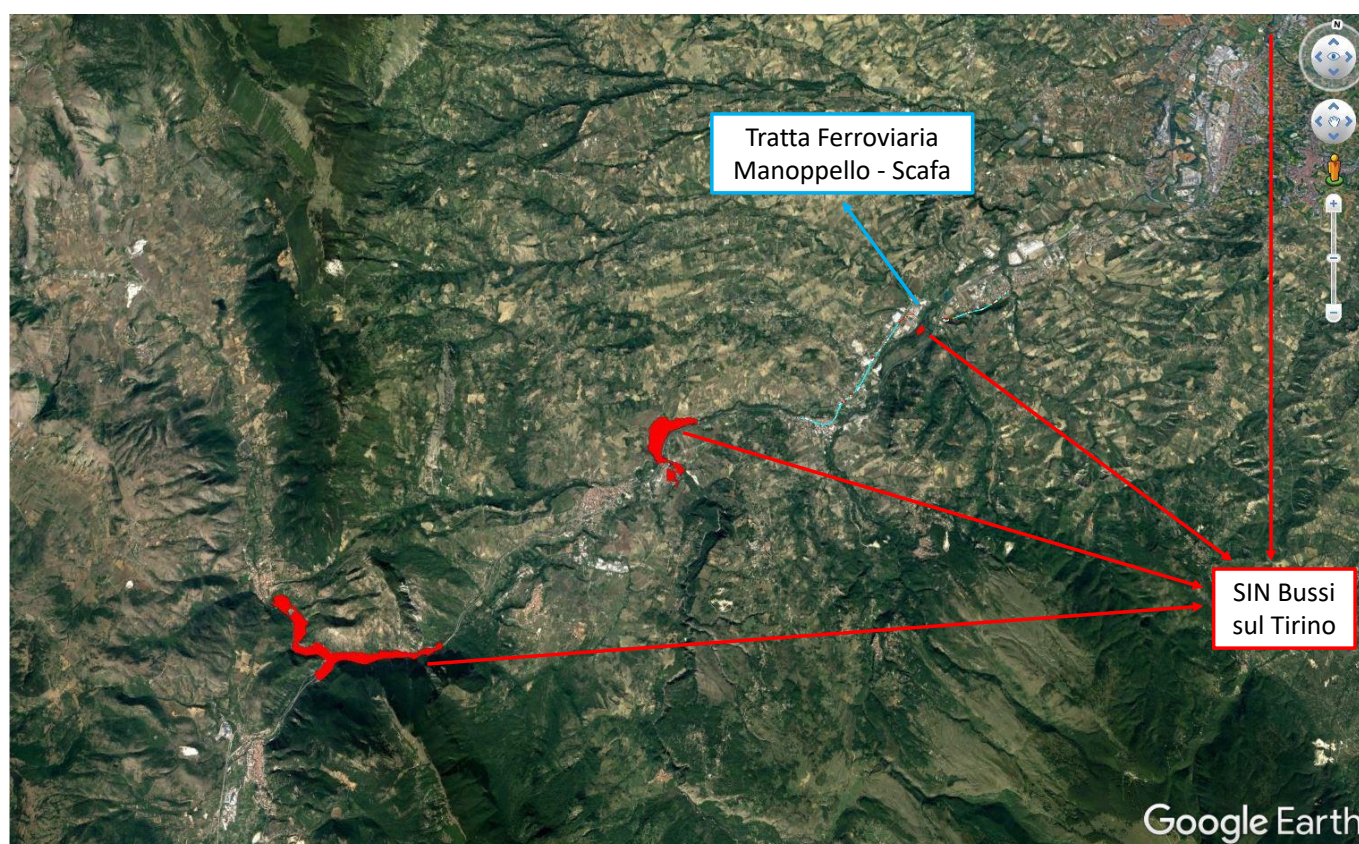 N
Tratta Ferroviaria
Manoppello - Scafa
SIN Bussi
sul Tirino
Google Earth